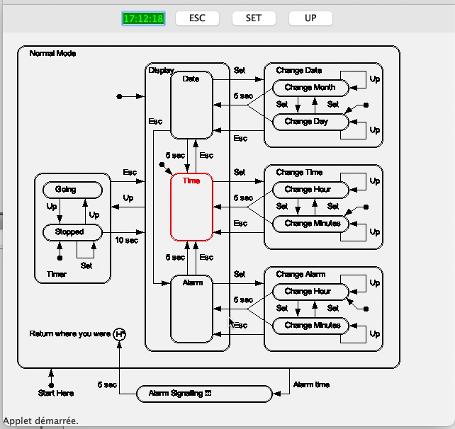 17:12:18 ESC SET UP
Normal Mode
Display
Date
Set
Change Date
Change Month
Up
5 sec
Set
Set
Change Day
Up
Esc
Esc
5 sec
Esc
Time
Set
Change Time
Change Hour
Up
5 sec
Set
Set
Change Minutes
Up
Esc
Going
Esc
Up
Up
Up
Stopped
10 sec
Set
Timer
5 sec
Esc
Alarm
Set
Change Alarm
Change Hour
Up
5 sec
Set
Set
Change Minutes
Up
Esc
Return where you were H*
Start Here
5 sec
Alarm Signalling !!!
Alarm time
Applet démarrée.